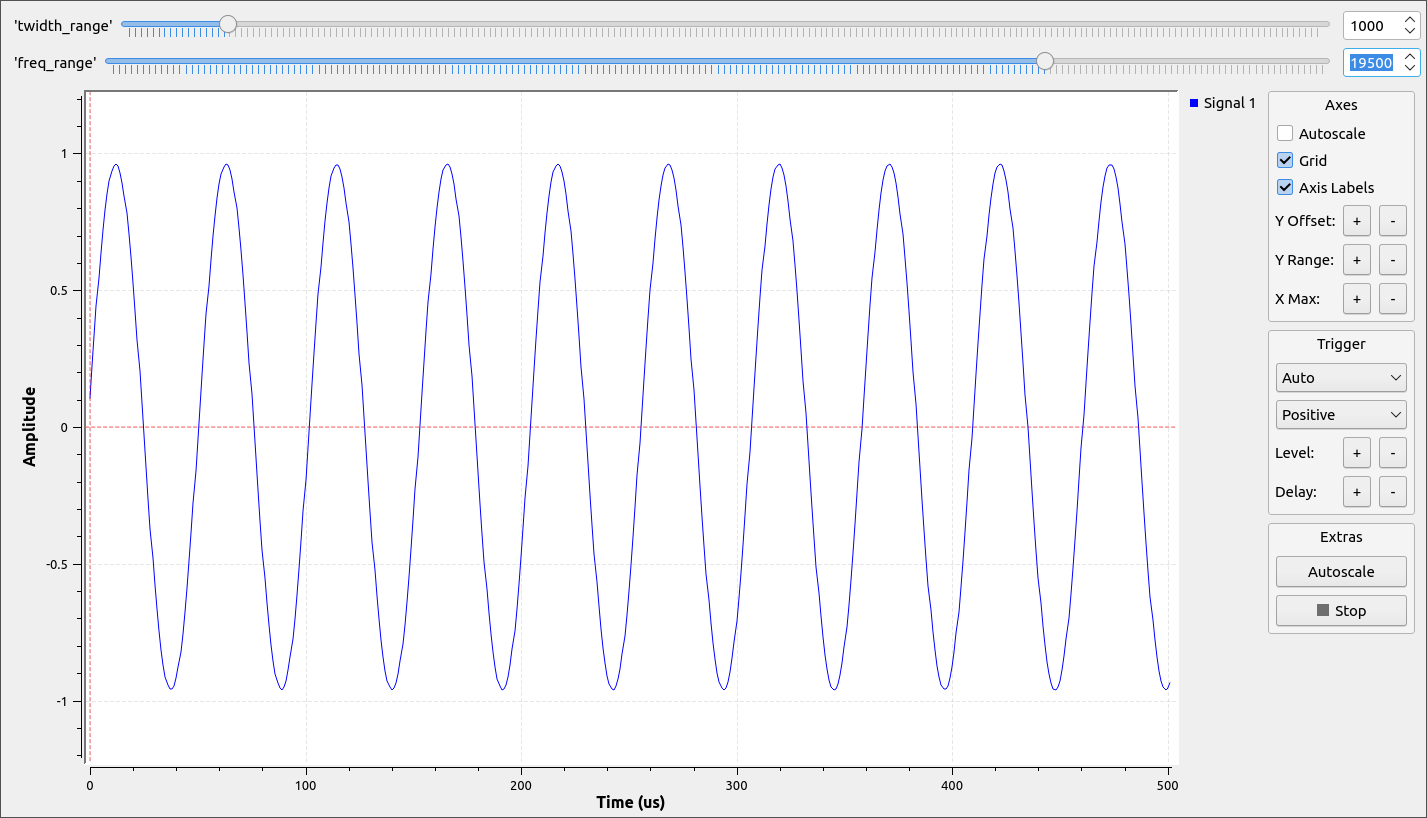 'twidth_range' 1000
'freq_range' 19500
Signal 1
Axes
Autoscale
Grid
Axis Labels
Y Offset: + -
Y Range: + -
X Max: + -
Trigger
Auto
Positive
Level: + -
Delay: + -
Extras
Autoscale
Stop
Amplitude
1
0.5
0
-0.5
-1
0 100 200 300 400 500
Time (us)